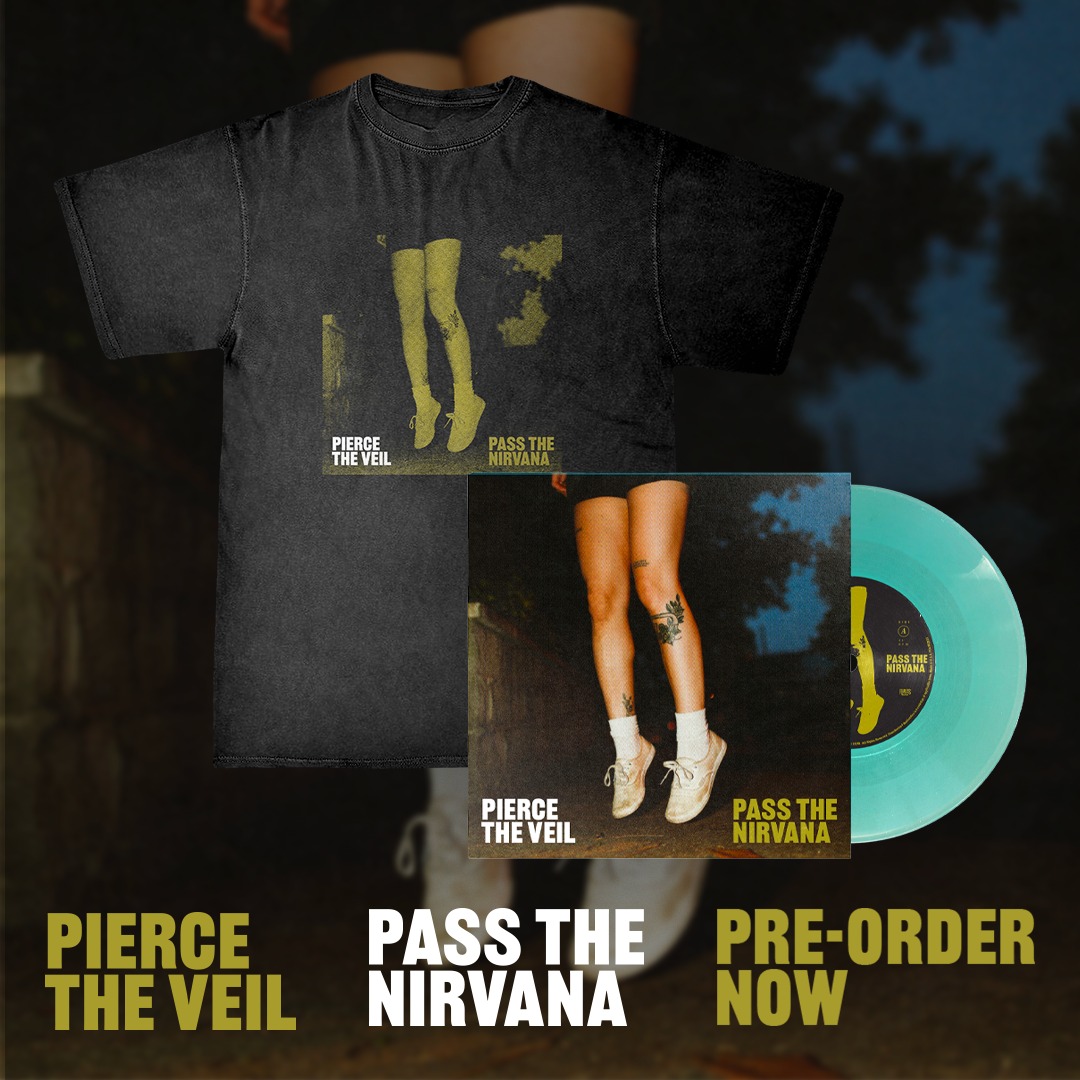 PIERCE
THE VEIL
PASS THE
NIRVANA
PIERCE
THE VEIL
PASS THE
NIRVANA
A
PASS THE
NIRVANA
PIERCE
THE VEIL
PASS THE
NIRVANA
PRE-ORDER
NOW